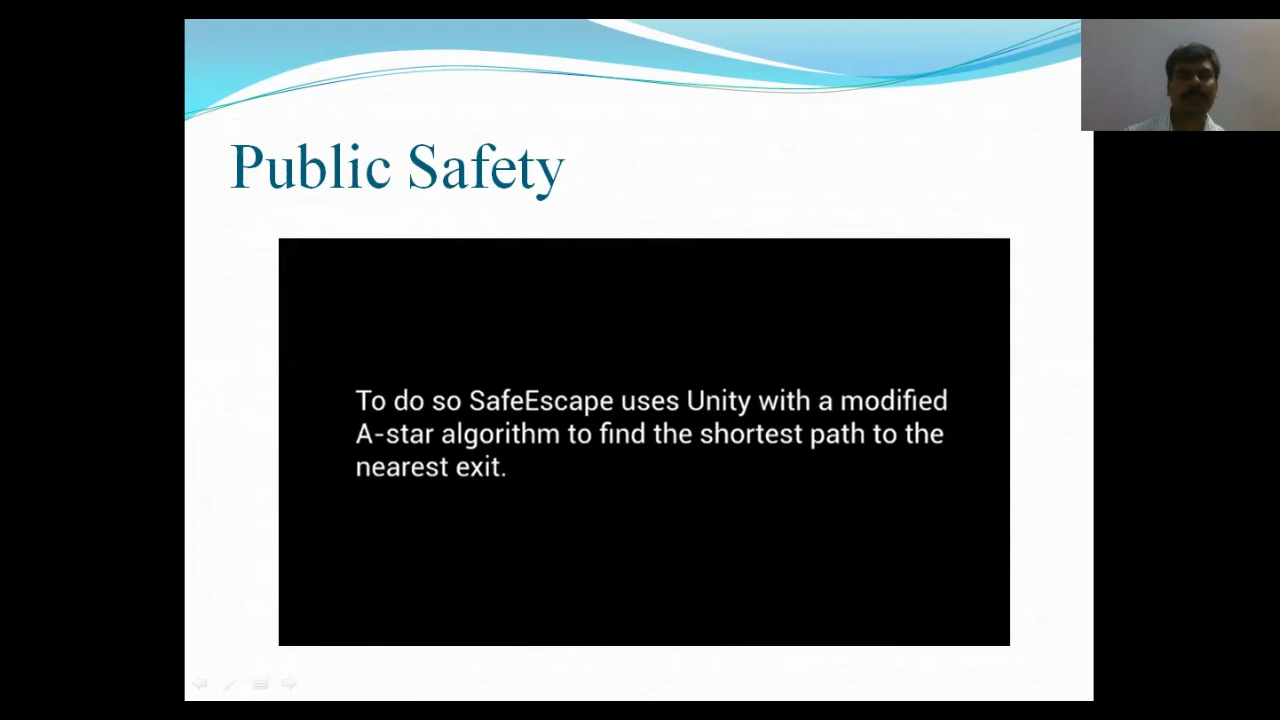 Public Safety
To do so SafeEscape uses Unity with a modified
A-star algorithm to find the shortest path to the
nearest exit.